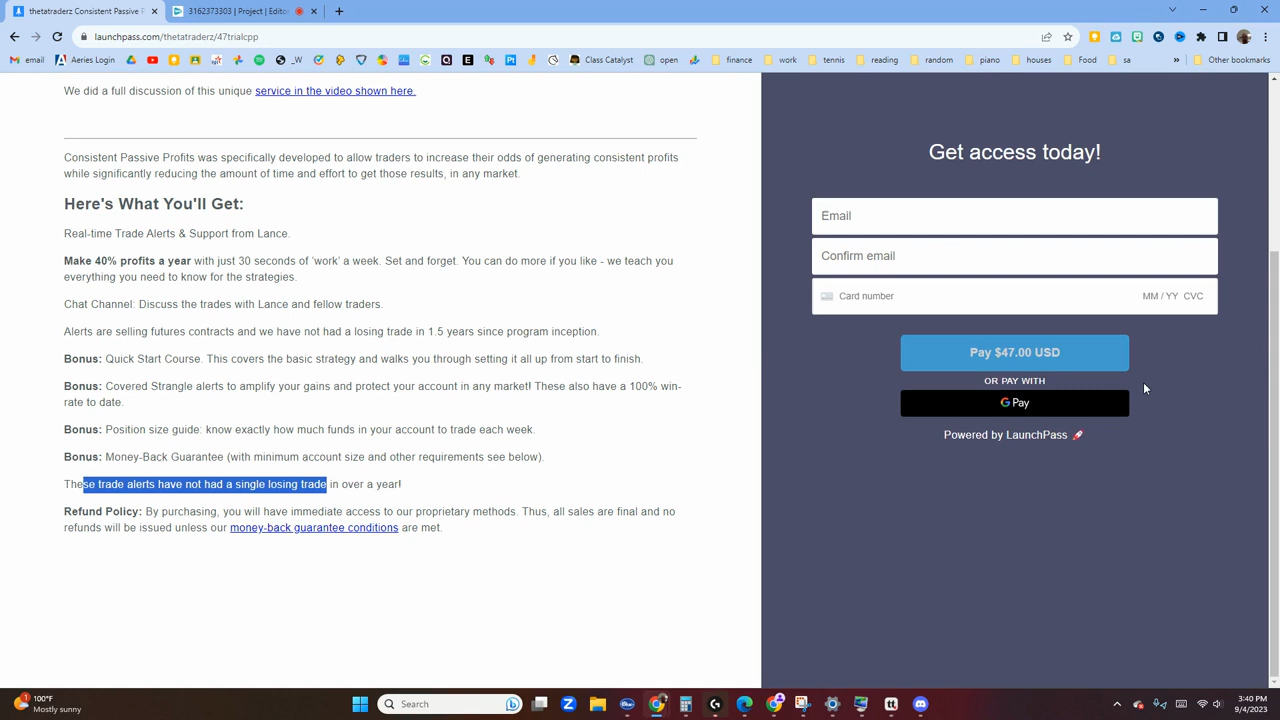 thetatraderz Consistent Passive P
3162373303 | Project | Editor
launchpass.com/thetatraderz/47trialcpp
email
Aeries Login
_W
Class Catalyst
open
finance
work
tennis
reading
random
piano
houses
Food
sa
»
Other bookmarks
We did a full discussion of this unique service in the video shown here.
Consistent Passive Profits was specifically developed to allow traders to increase their odds of generating consistent profits
while significantly reducing the amount of time and effort to get those results, in any market.
Here's What You'll Get:
Real-time Trade Alerts & Support from Lance.
Make 40% profits a year with just 30 seconds of 'work' a week. Set and forget. You can do more if you like - we teach you
everything you need to know for the strategies.
Chat Channel: Discuss the trades with Lance and fellow traders.
Alerts are selling futures contracts and we have not had a losing trade in 1.5 years since program inception.
Bonus: Quick Start Course. This covers the basic strategy and walks you through setting it all up from start to finish.
Bonus: Covered Strangle alerts to amplify your gains and protect your account in any market! These also have a 100% win-
rate to date.
Bonus: Position size guide: know exactly how much funds in your account to trade each week.
Bonus: Money-Back Guarantee (with minimum account size and other requirements see below).
These trade alerts have not had a single losing trade in over a year!
Refund Policy: By purchasing, you will have immediate access to our proprietary methods. Thus, all sales are final and no
refunds will be issued unless our money-back guarantee conditions are met.
Get access today!
Email
Confirm email
Card number MM / YY CVC
Pay $47.00 USD
OR PAY WITH
G Pay
Powered by LaunchPass
1
100°F
Mostly sunny
Search
3:40 PM
9/4/2023